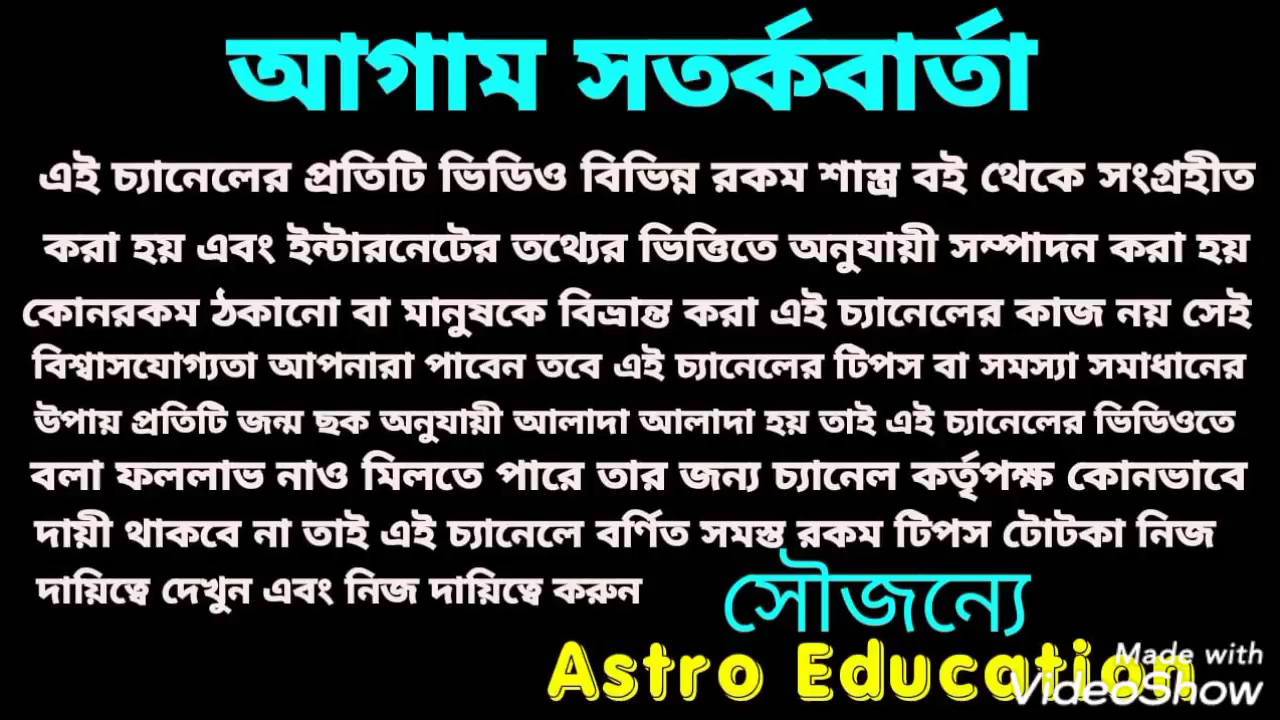 আগাম সতর্কবার্তা
এই চ্যানেলের প্রতিটি ভিডিও বিভিন্ন রকম শাস্ত্র বই থেকে সংগ্রহীত
করা হয় এবং ইন্টারনেটের তথ্যের ভিত্তিতে অনুযায়ী সম্পাদন করা হয়
কোনরকম ঠকানো বা মানুষকে বিভ্রান্ত করা এই চ্যানেলের কাজ নয় সেই
বিশ্বাসযোগ্যতা আপনারা পাবেন তবে এই চ্যানেলের টিপস বা সমস্যা সমাধানের
উপায় প্রতিটি জন্ম ছক অনুযায়ী আলাদা আলাদা হয় তাই এই চ্যানেলের ভিডিওতে
বলা ফললাভ নাও মিলতে পারে তার জন্য চ্যানেল কর্তৃপক্ষ কোনভাবে
দায়ী থাকবে না তাই এই চ্যানেলে বর্ণিত সমস্ত রকম টিপস টোটকা নিজ
দায়িত্বে দেখুন এবং নিজ দায়িত্বে করুন
সৌজন্যে
Astro Education
Made with
VideoShow